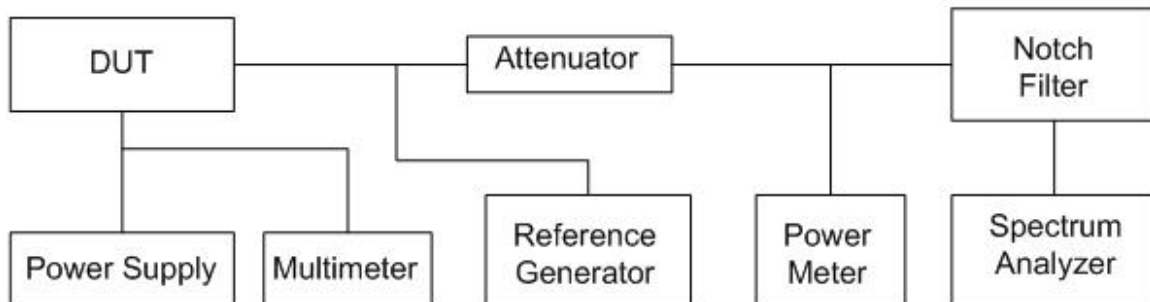 DUT
Attenuator
Notch
Filter
Power Supply
Multimeter
Reference
Generator
Power
Meter
Spectrum
Analyzer